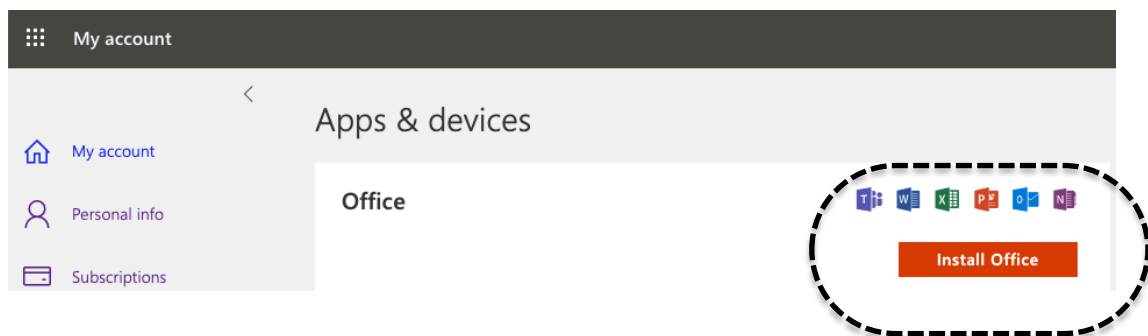 My account
Apps & devices
My account
Office
T W X P O N
Personal info
Install Office
Subscriptions